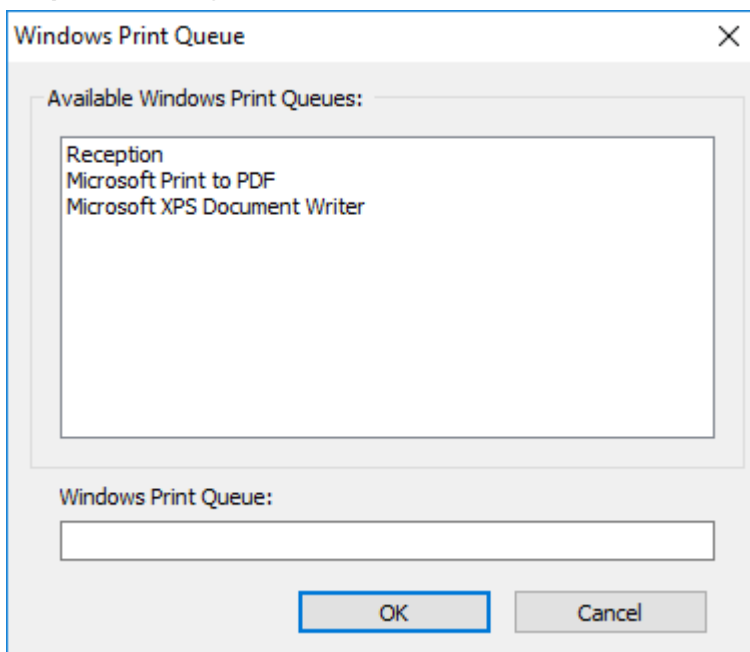 Windows Print Queue
Available Windows Print Queues:
Reception
Microsoft Print to PDF
Microsoft XPS Document Writer
Windows Print Queue:
OK Cancel